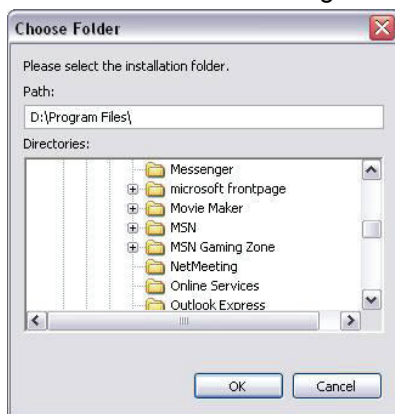 Choose Folder
Please select the installation folder.
Path:
D:\Program Files\
Directories:
Messenger
microsoft frontpage
Movie Maker
MSN
MSN Gaming Zone
NetMeeting
Online Services
Outlook Express
OK Cancel